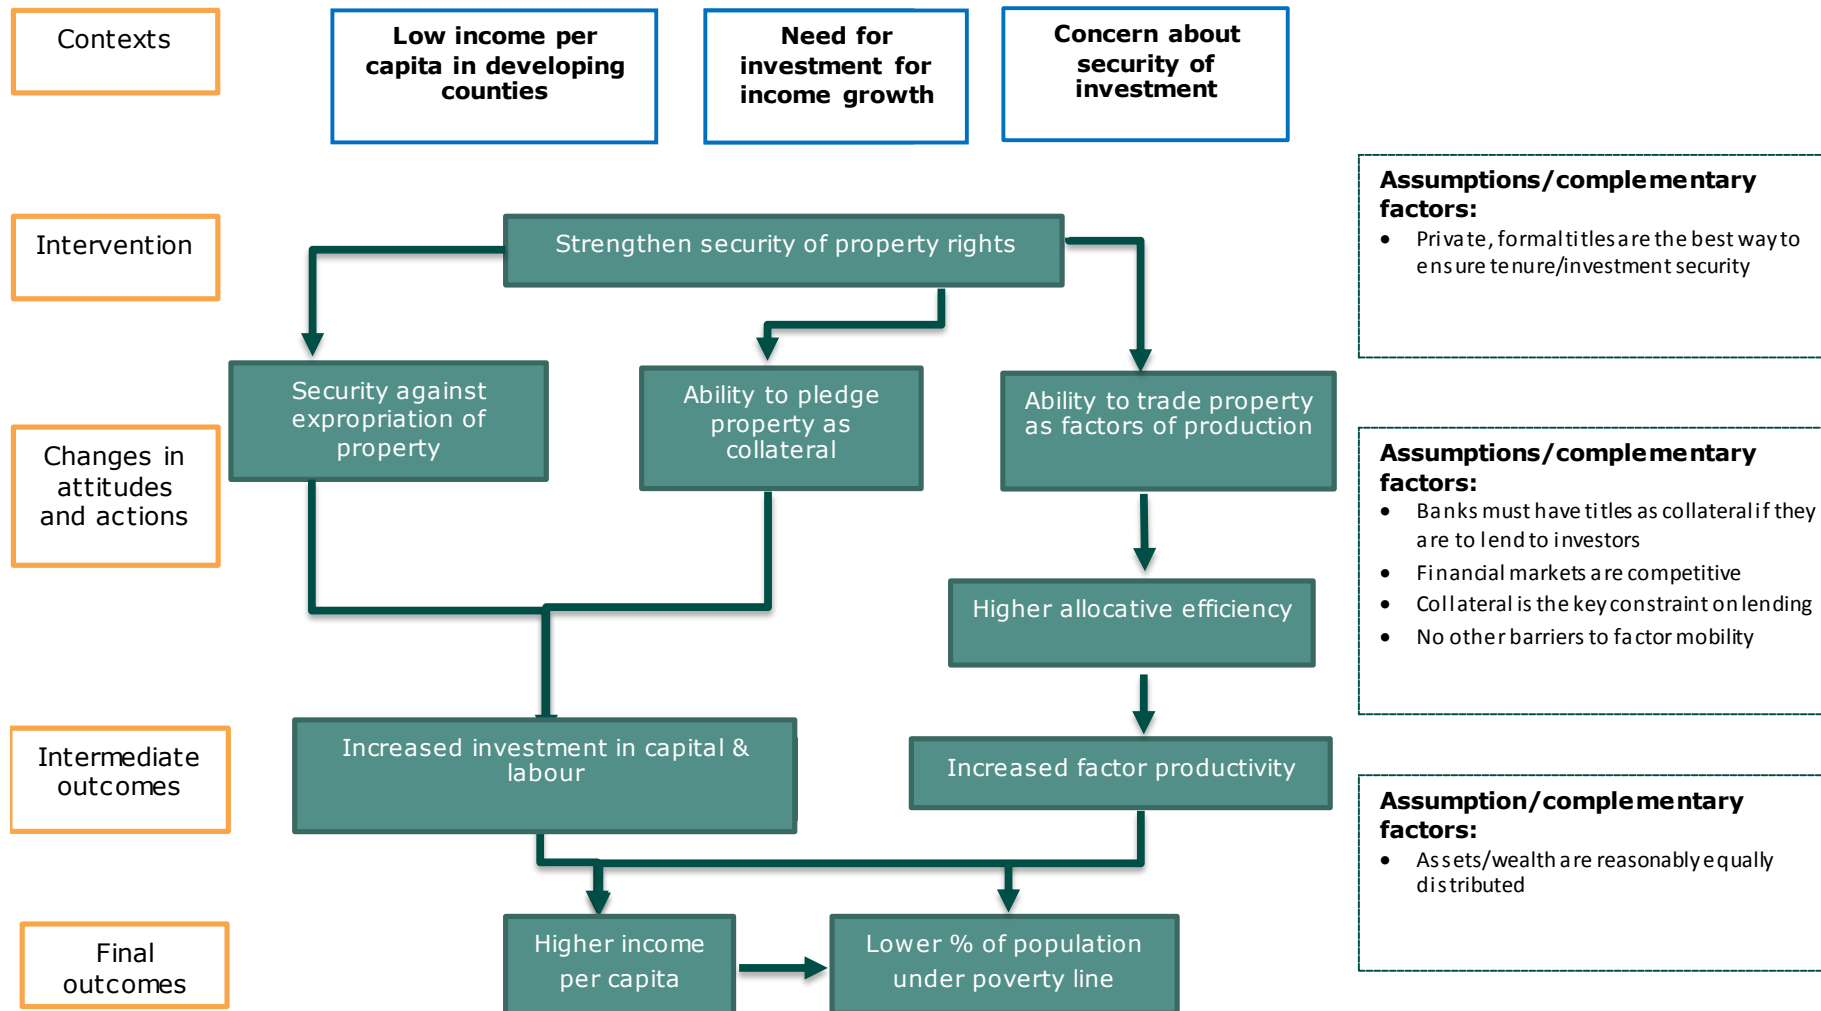 Contexts
Low income per
capita in developing
counties
Need for
investment for
income growth
Concern about
security of
investment
Intervention
Strengthen security of property rights
Assumptions/complementary
factors:
• Private, formal titles are the best way to
ensure tenure/investment security
Changes in
attitudes
and actions
Security against
expropriation of
property
Ability to pledge
property as
collateral
Ability to trade property
as factors of production
Higher allocative efficiency
Assumptions/complementary
factors:
• Banks must have titles as collateral if they
are to lend to investors
• Financial markets are competitive
• Collateral is the key constraint on lending
• No other barriers to factor mobility
Intermediate
outcomes
Increased investment in capital &
labour
Increased factor productivity
Assumption/complementary
factors:
• Assets/wealth are reasonably equally
distributed
Final
outcomes
Higher income
per capita
Lower % of population
under poverty line